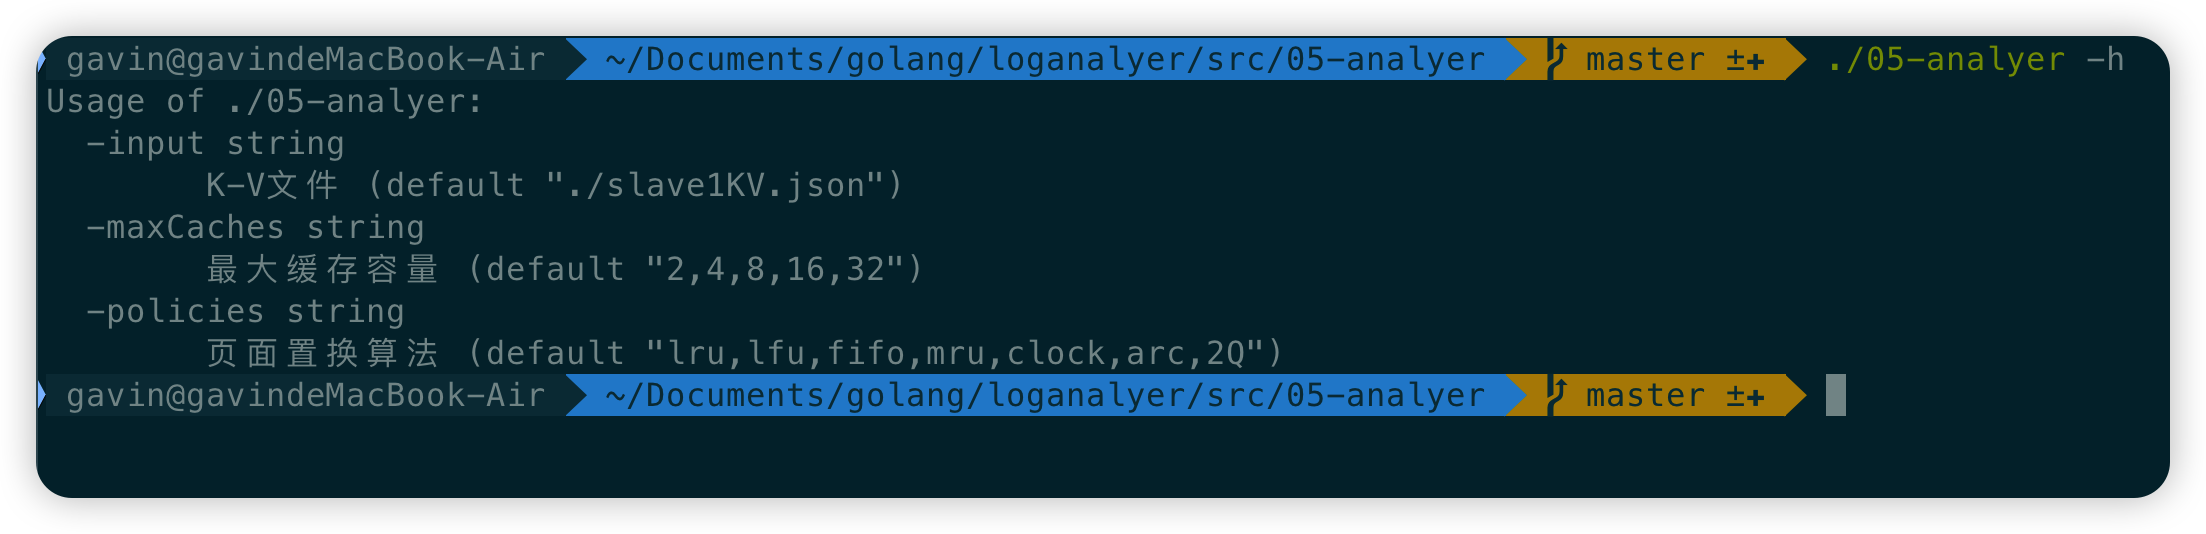 gavin@gavindeMacBook-Air ~/Documents/golang/loganalyer/src/05-analyer master ±✚ ./05-analyer -h
Usage of ./05-analyer:
-input string
K-V文件 (default "./slave1KV.json")
-maxCaches string
最大缓存容量 (default "2,4,8,16,32")
-policies string
页面置换算法 (default "lru,lfu,fifo,mru,clock,arc,2Q")
gavin@gavindeMacBook-Air ~/Documents/golang/loganalyer/src/05-analyer master ±✚